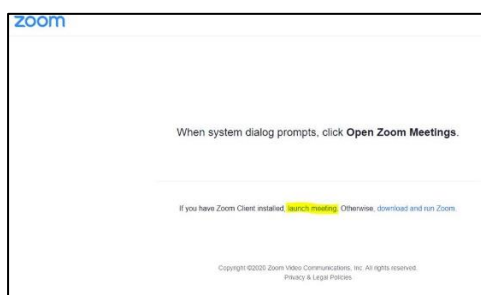 zoom
When system dialog prompts, click Open Zoom Meetings.
If you have Zoom Client installed, launch meeting. Otherwise, download and run Zoom.
Copyright ©2020 Zoom Video Communications, Inc. All rights reserved.
Privacy & Legal Policies